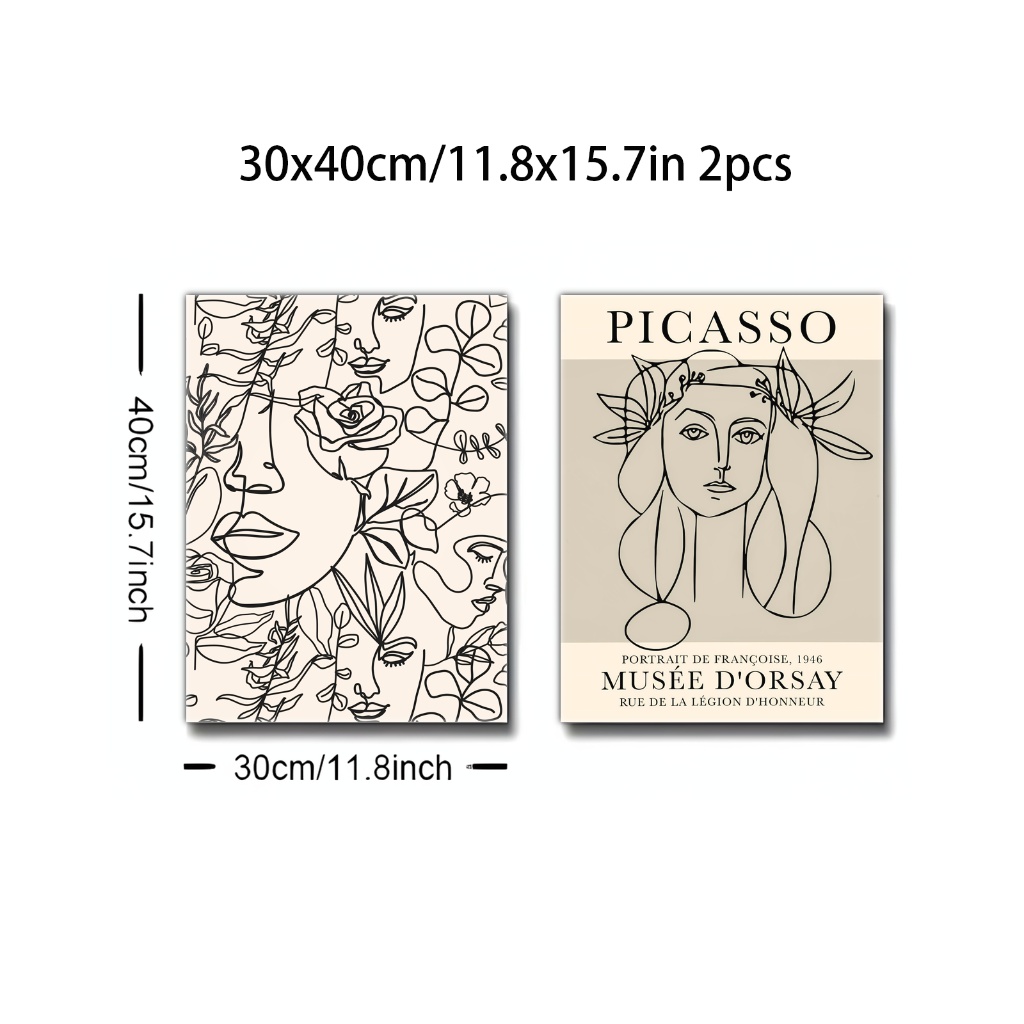 30x40cm/11.8x15.7in 2pcs
40cm/15.7inch
PICASSO
PORTRAIT DE FRANÇOISE, 1946
MUSÉE D'ORSAY
RUE DE LA LÉGION D'HONNEUR
30cm/11.8inch